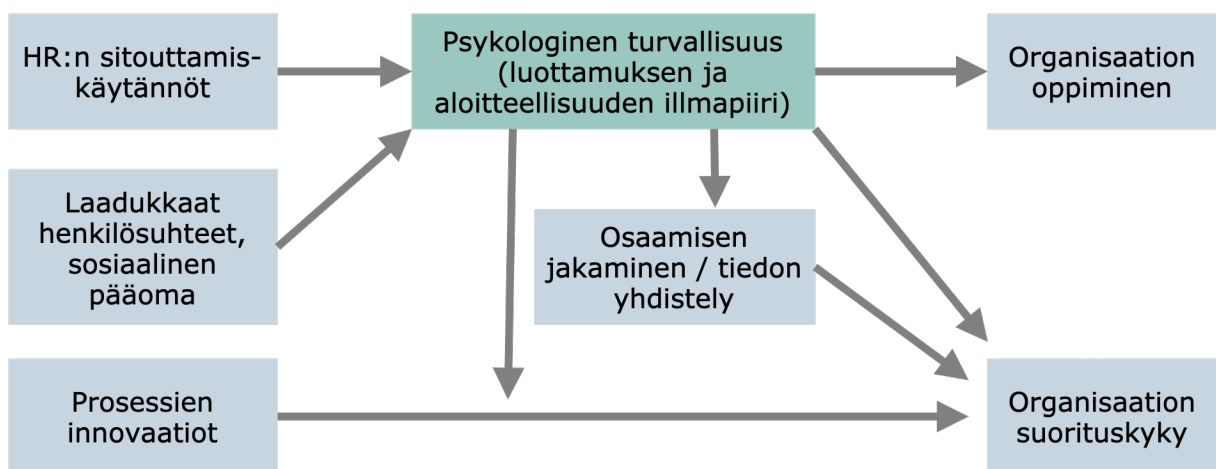 HR:n sitouttamis-
käytännöt
Psykologinen turvallisuus
(luottamuksen ja
aloitteellisuuden illmapiiri)
Organisaation
oppiminen
Laadukkaat
henkilösuhteet,
sosiaalinen
pääoma
Osaamisen
jakaminen / tiedon
yhdistely
Prosessien
innovaatiot
Organisaation
suorituskyky